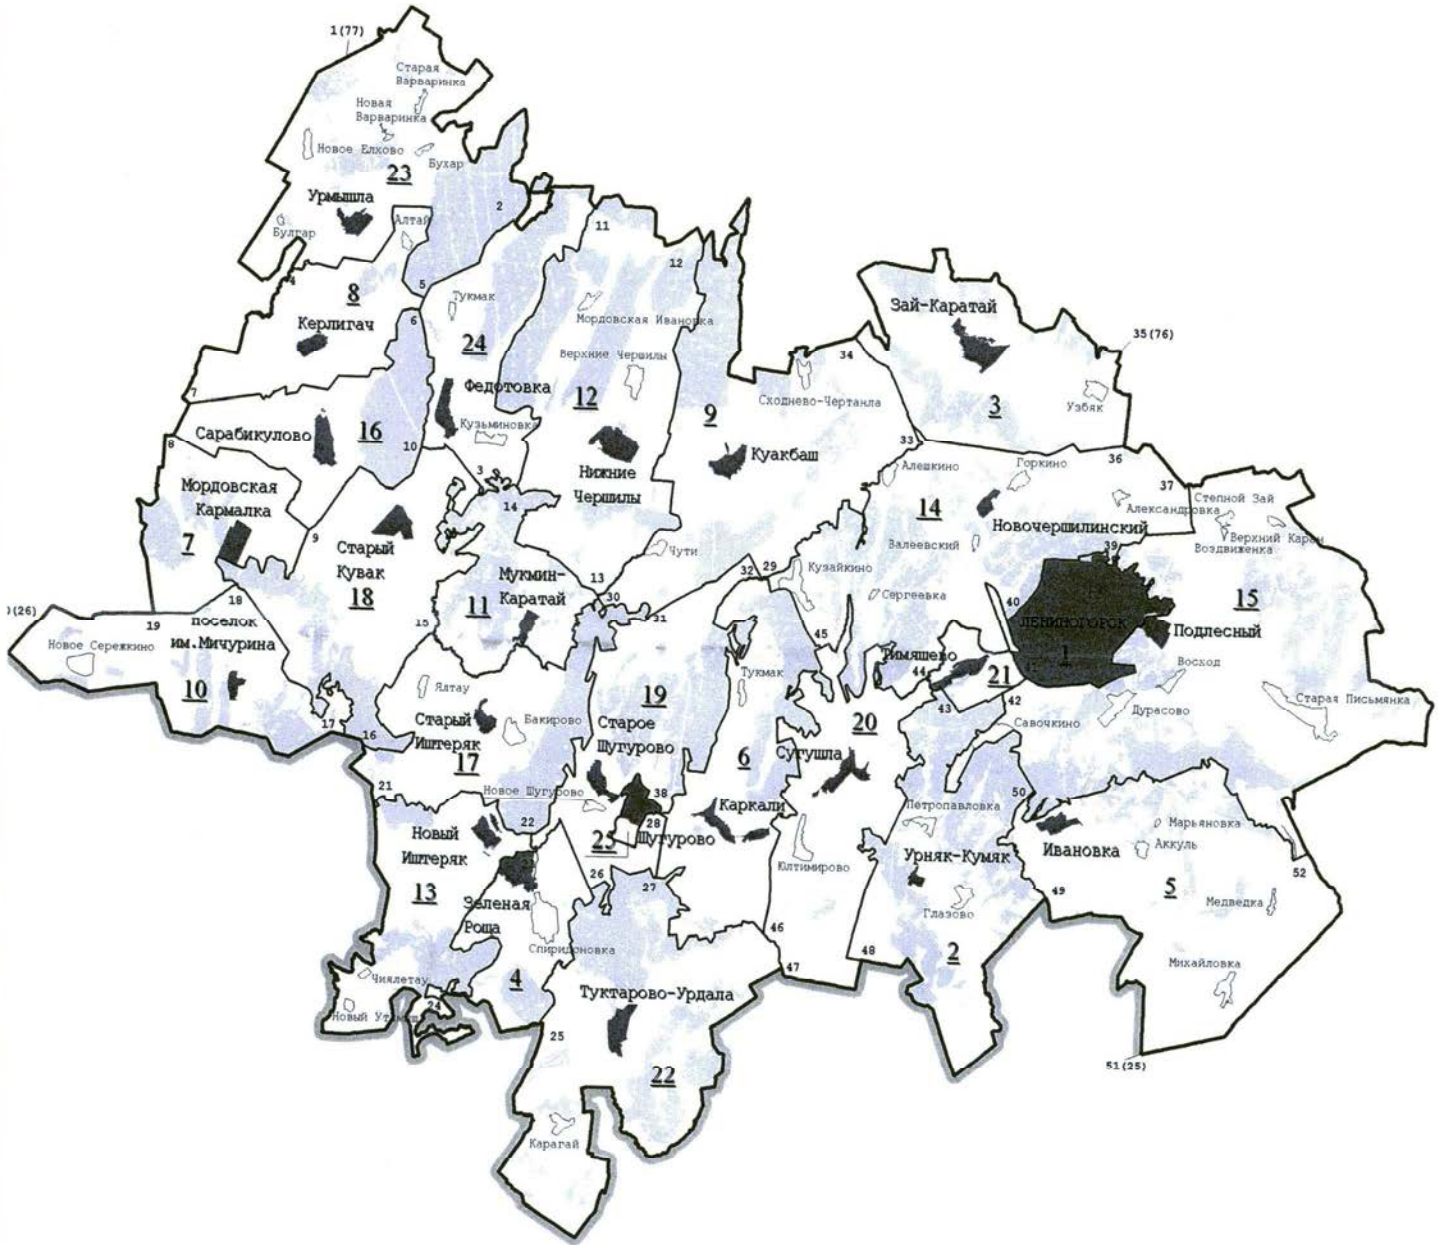 1(77)
Старая
Варваринка
Новая
Варваринка
Новое Елхово
Бухар
23
Урмышла
Булгар
Алтай
2
4
5
8
Керлигач
6
7
Тукмак
24
Федотовка
Кузьминовка
11
12
Мордовская Ивановка
Верхние Чершилы
12
Нижние
Чершилы
9
Куакбаш
Сходнево-Чертанла
34
33
Зай-Каратай
35(76)
3
Узбяк
Сарабикулово
16
10
8
Мордовская
Кармалка
7
9
Старый
Кувак
18
3
14
Мукмин-
Каратай
11
15
13
30
31
Чути
32
29
Кузайкино
Алешкино
Горкино
36
37
14
Новочершилинский
Александровка
Валеевский
Сергеевка
Степной Зай
Верхний Каран
Воздвиженка
39
40
15
ЛЕНИНОГОРСК
1
Подлесный
Восход
Дурасово
Старая Письмянка
45
Тимяшево
44
21
43
42
Савочкино
)(26)
19
18
поселок
им.Мичурина
Новое Сережкино
10
17
16
Ялтау
Старый
Иштеряк
17
Бакирово
21
Новое Шугурово
22
19
Старое
Шугурово
38
28
25
Шугурово
26
27
Тукмак
6
Каркали
20
Сугушла
Юлтимирово
46
47
48
Петропавловка
Урняк-Кумяк
Глазово
2
50
49
Ивановка
Марьяновка
Аккуль
5
52
Медведка
Михайловка
51(25)
Новый
Иштеряк
13
Зеленая
Роща
Спиридоновка
4
Чиялетау
24
25
Туктарово-Урдала
22
Карагай